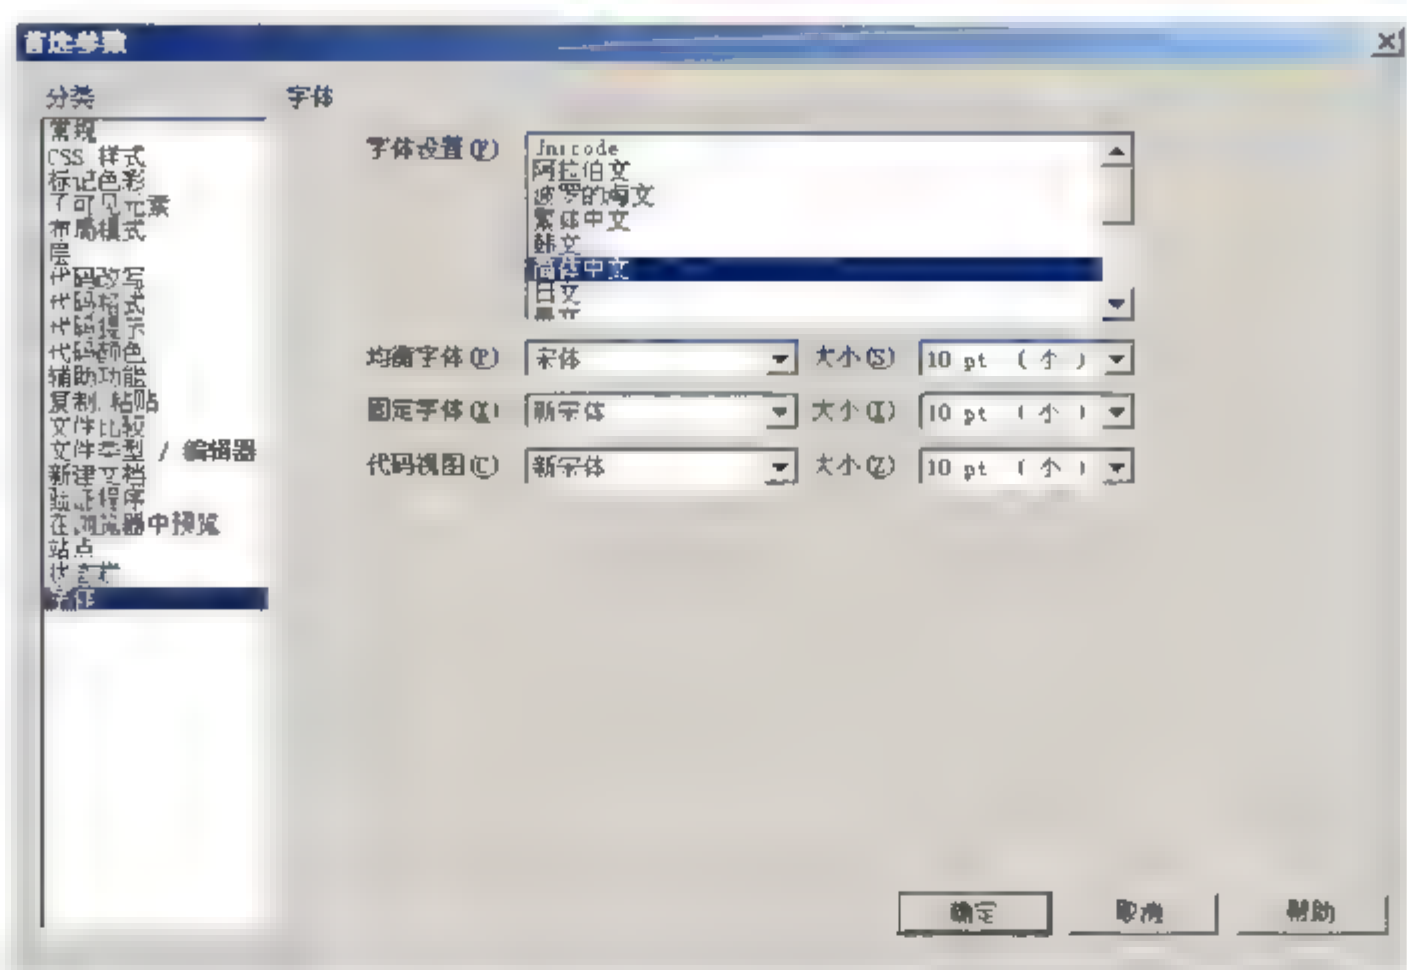 首选参数
分类
字体
常规
CSS 样式
标记色彩
不可见元素
布局模式
层
代码改写
代码格式
代码提示
代码颜色
辅助功能
复制/粘贴
文件比较
文件类型 / 编辑器
新建文档
验证程序
在浏览器中预览
站点
状态栏
字体
字体设置(F)
Unicode
阿拉伯文
波罗的海文
繁体中文
韩文
简体中文
日文
均衡字体(P) 宋体 大小(S) 10 pt (小)
固定字体(X) 新宋体 大小(I) 10 pt (小)
代码视图(C) 新宋体 大小(Z) 10 pt (小)
确定 取消 帮助